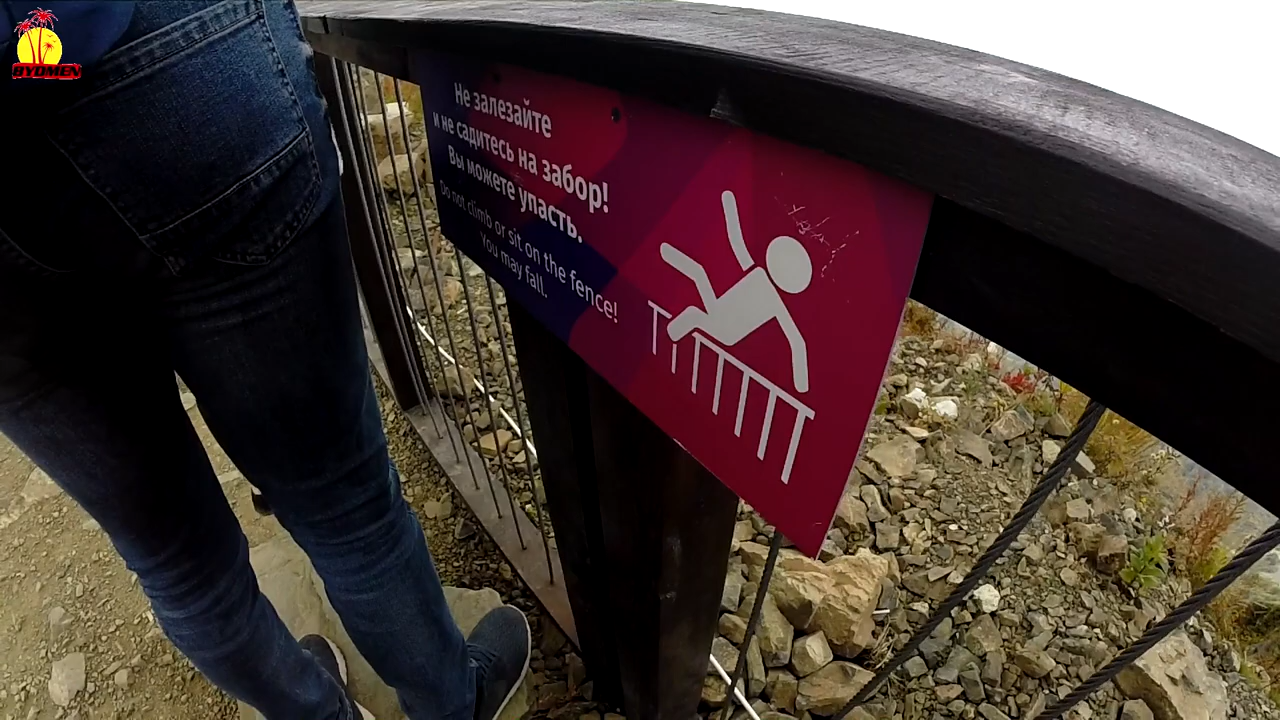 BYDMEN
Не залезайте
и не садитесь на забор!
Вы можете упасть.
Do not climb or sit on the fence!
You may fall.